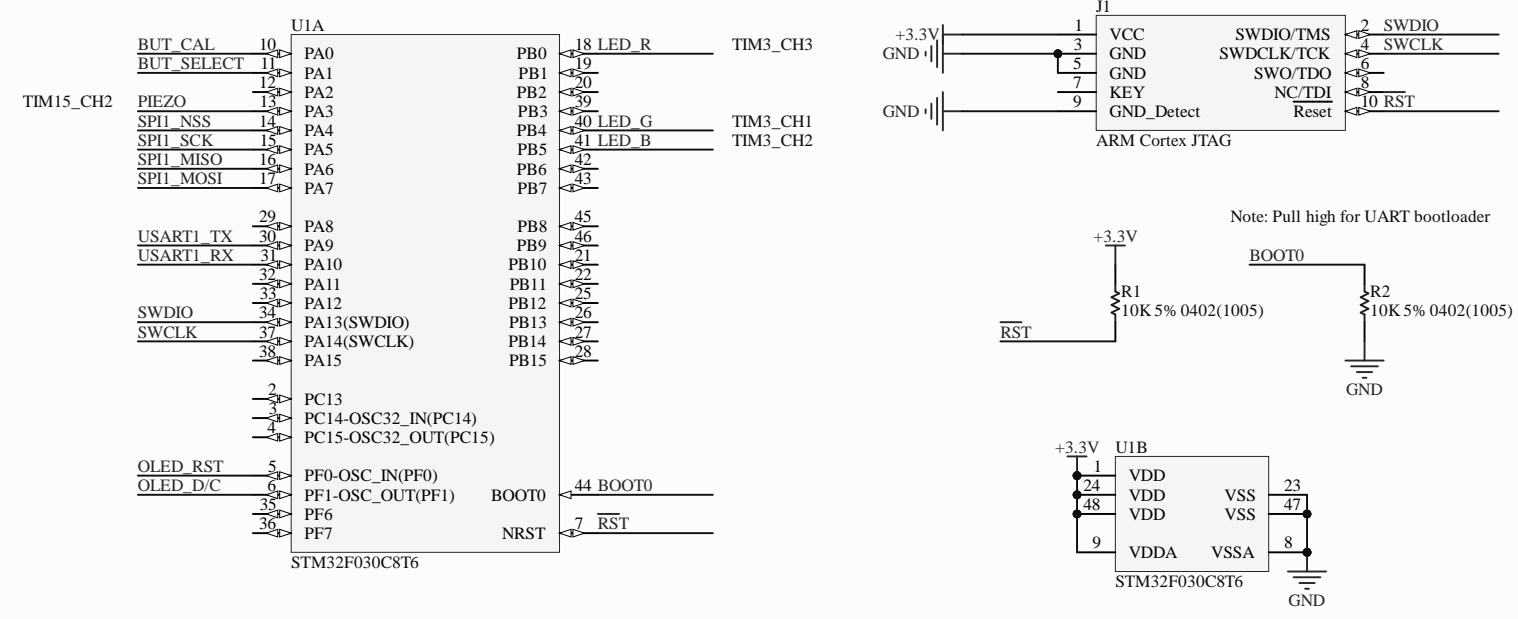 U1A
BUT_CAL 10 PA0 PB0 18 LED_R TIM3_CH3
BUT_SELECT 11 PA1 PB1 19
12 PA2 PB2 20
TIM15_CH2 PIEZO 13 PA3 PB3 39
SPI1_NSS 14 PA4 PB4 40 LED_G TIM3_CH1
SPI1_SCK 15 PA5 PB5 41 LED_B TIM3_CH2
SPI1_MISO 16 PA6 PB6 42
SPI1_MOSI 17 PA7 PB7 43
29 PA8 PB8 45
USART1_TX 30 PA9 PB9 46
USART1_RX 31 PA10 PB10 21
32 PA11 PB11 22
33 PA12 PB12 25
SWDIO 34 PA13(SWDIO) PB13 26
SWCLK 37 PA14(SWCLK) PB14 27
38 PA15 PB15 28
2 PC13
3 PC14-OSC32_IN(PC14)
4 PC15-OSC32_OUT(PC15)
OLED_RST 5 PF0-OSC_IN(PF0)
OLED_D/C 6 PF1-OSC_OUT(PF1) BOOT0 44 BOOT0
35 PF6
36 PF7 NRST 7 RST
STM32F030C8T6
J1
+3.3V 1 VCC SWDIO/TMS 2 SWDIO
GND 3 GND SWDCLK/TCK 4 SWCLK
5 GND SWO/TDO 6
7 KEY NC/TDI 8
GND 9 GND_Detect Reset 10 RST
ARM Cortex JTAG
Note: Pull high for UART bootloader
+3.3V
R1
10K 5% 0402(1005)
RST
BOOT0
R2
10K 5% 0402(1005)
GND
+3.3V U1B
1 VDD
24 VDD VSS 23
48 VDD VSS 47
9 VDDA VSSA 8
STM32F030C8T6
GND